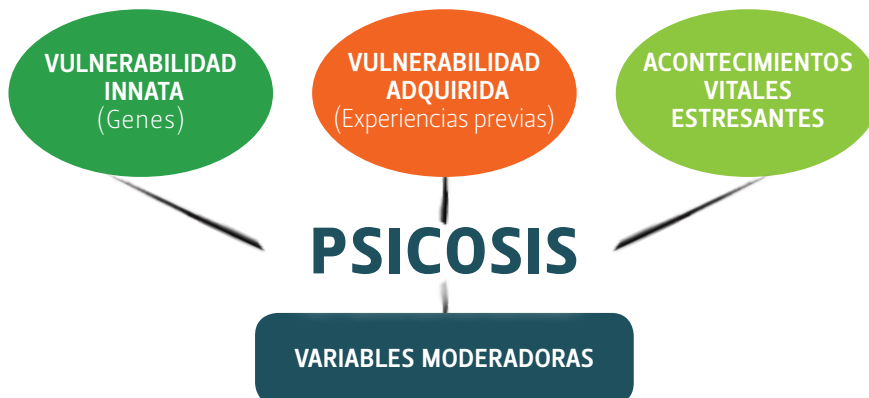 VULNERABILIDAD
INNATA
(Genes)
VULNERABILIDAD
ADQUIRIDA
(Experiencias previas)
ACONTECIMIENTOS
VITALES
ESTRESANTES
PSICOSIS
VARIABLES MODERADORAS